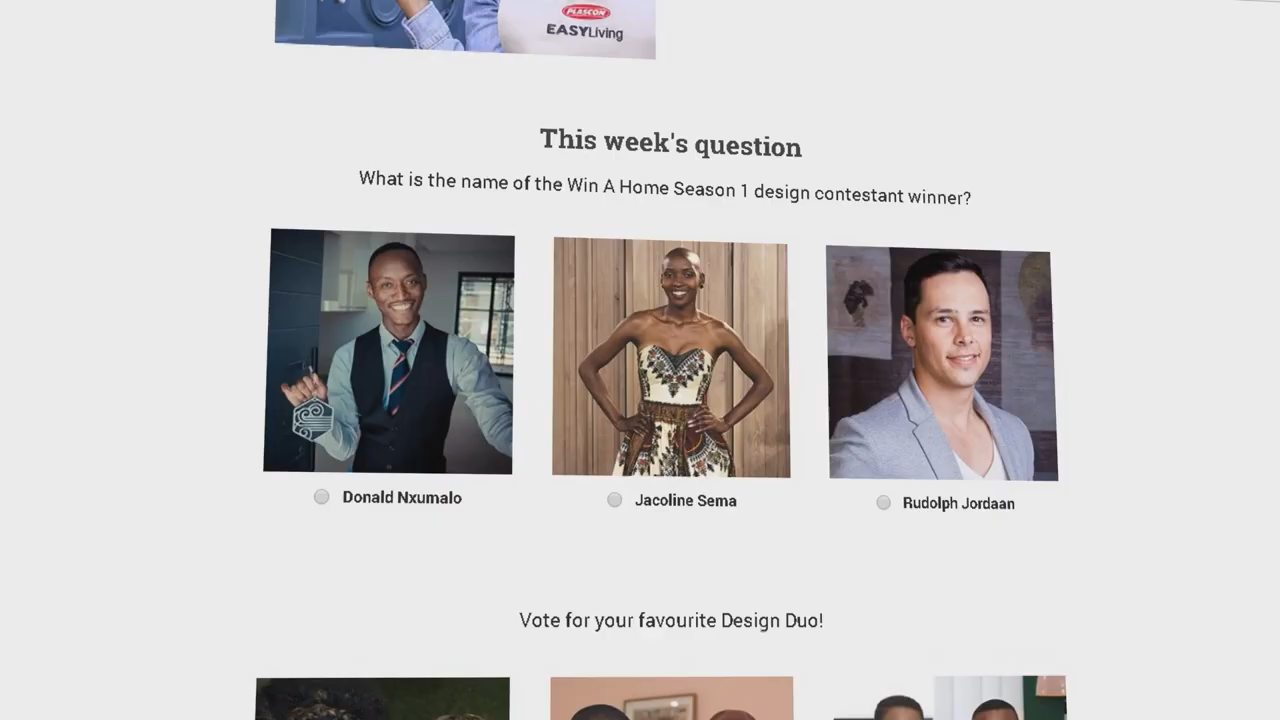 PLASCON
EASYLiving
This week's question
What is the name of the Win A Home Season 1 design contestant winner?
Donald Nxumalo
Jacoline Sema
Rudolph Jordaan
Vote for your favourite Design Duo!